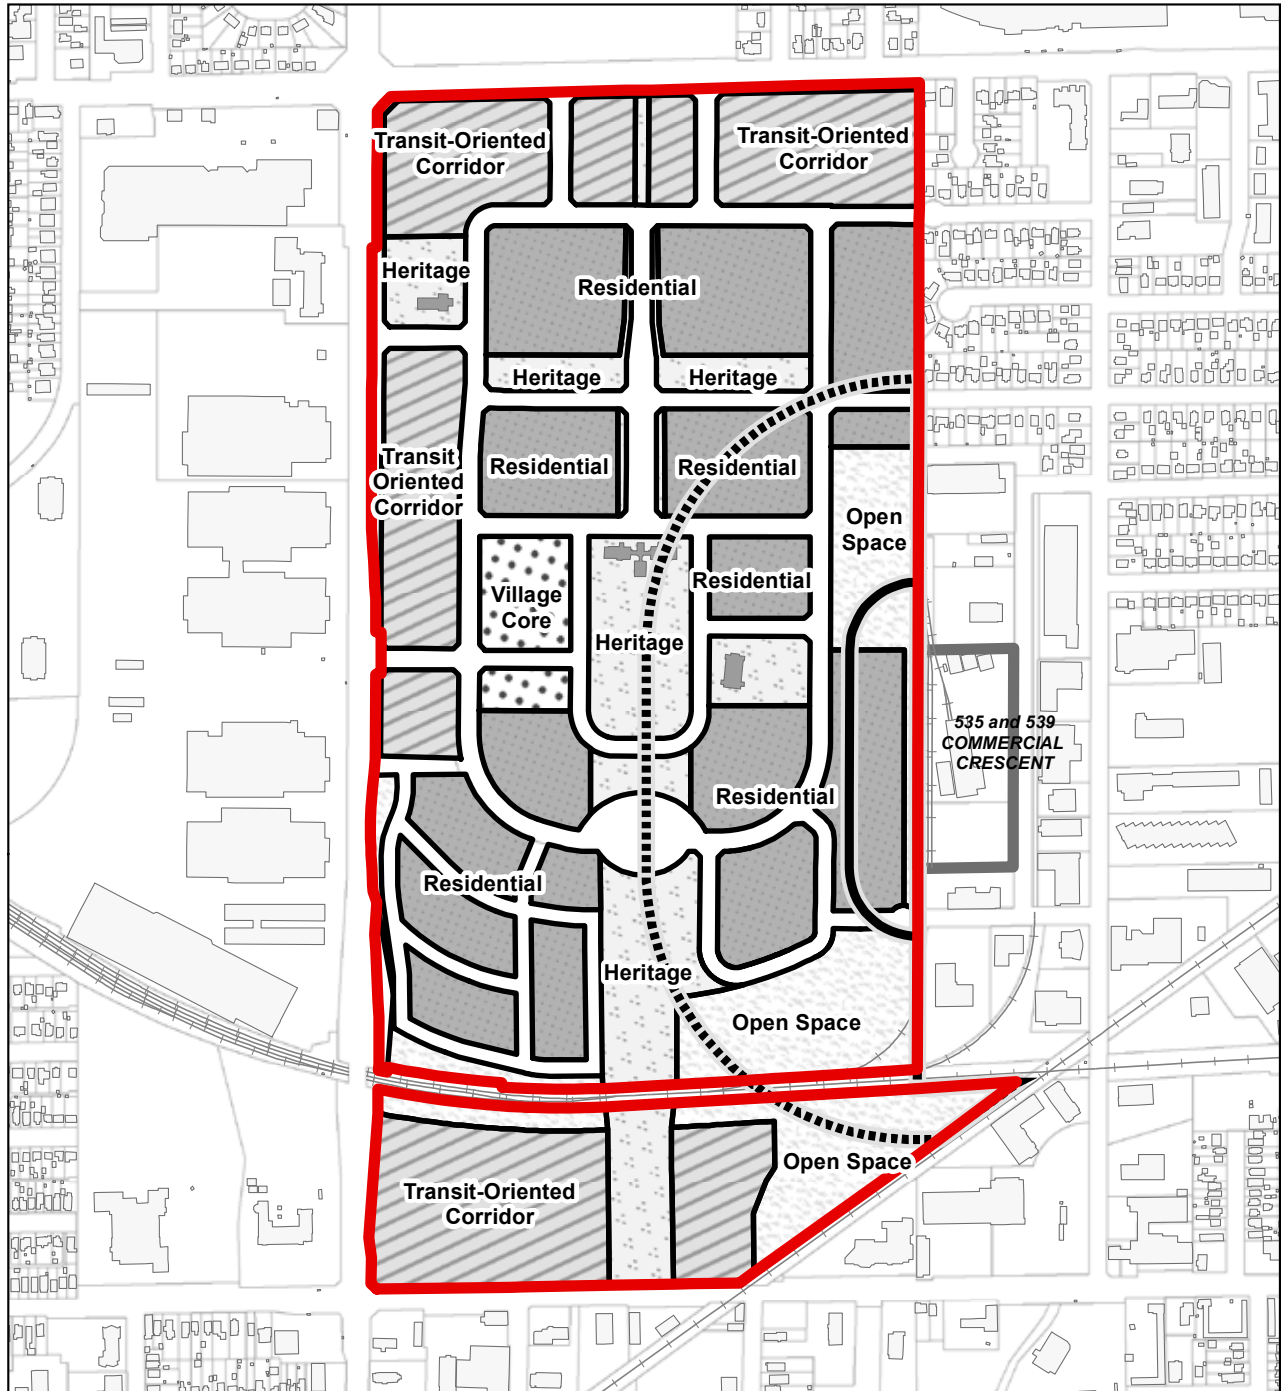 Transit-Oriented
Corridor
Transit-Oriented
Corridor
Heritage
Residential
Heritage
Heritage
Transit
Oriented
Corridor
Residential
Residential
Open
Space
Village
Core
Residential
Heritage
535 and 539
COMMERCIAL
CRESCENT
Residential
Residential
Heritage
Open Space
Open Space
Transit-Oriented
Corridor